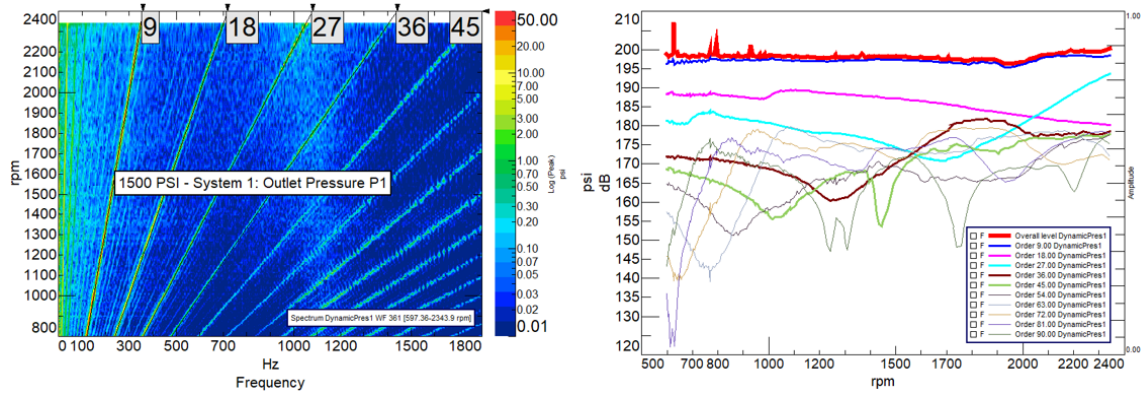 9 18 27 36 45
2400
2200
2100
2000
1900
1800
1700
1600
1500
1400
1300
1200
1100
1000
800
rpm
1500 PSI - System 1: Outlet Pressure P1
Spectrum DynamicPres1 WF 361 [597.36-2343.9 rpm]
0 100 300 500 700 900 1100 1300 1500 1800
Hz
Frequency
50.00
20.00
10.00
7.00
5.00
3.00
2.00
1.00
0.70
0.50
0.30
0.20
0.10
0.07
0.05
0.03
0.02
0.01
Log (Peak)
psi
210
205
200
195
190
185
180
175
170
165
160
155
150
145
140
135
130
120
psi
dB
500 700 800 1000 1500 1700 2000 2200 2400
rpm
1.00
Amplitude
0.00
F Overall level DynamicPres1
F Order 9.00 DynamicPres1
F Order 18.00 DynamicPres1
F Order 27.00 DynamicPres1
F Order 36.00 DynamicPres1
F Order 45.00 DynamicPres1
F Order 54.00 DynamicPres1
F Order 63.00 DynamicPres1
F Order 72.00 DynamicPres1
F Order 81.00 DynamicPres1
F Order 90.00 DynamicPres1